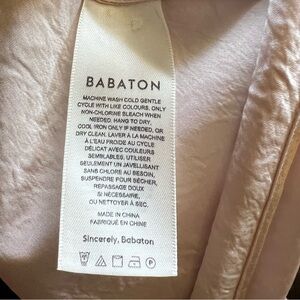 BABATON
MACHINE WASH COLD GENTLE
CYCLE WITH LIKE COLOURS, ONLY
NON-CHLORINE BLEACH WHEN
NEEDED, HANG TO DRY,
COOL IRON ONLY IF NEEDED, OR
DRY CLEAN. LAVER À LA MACHINE
À L'EAU FROIDE AU CYCLE
DÉLICAT AVEC COULEURS
SEMBLABLES, UTILISER
SEULEMENT UN JAVELLISANT
SANS CHLORE AU BESOIN,
SUSPENDRE POUR SÉCHER,
REPASSAGE DOUX
SI NÉCESSAIRE,
OU NETTOYER À SEC.
MADE IN CHINA
FABRIQUÉ EN CHINE
Sincerely, Babaton
P